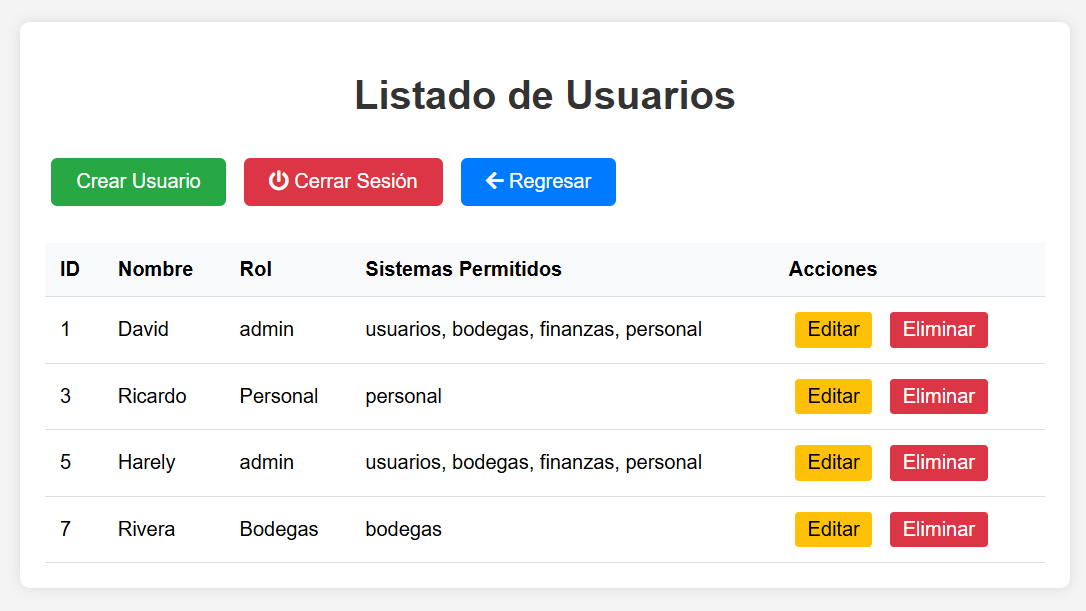 Listado de Usuarios
Crear Usuario Cerrar Sesión Regresar
ID Nombre Rol Sistemas Permitidos Acciones
1 David admin usuarios, bodegas, finanzas, personal Editar Eliminar
3 Ricardo Personal personal Editar Eliminar
5 Harely admin usuarios, bodegas, finanzas, personal Editar Eliminar
7 Rivera Bodegas bodegas Editar Eliminar